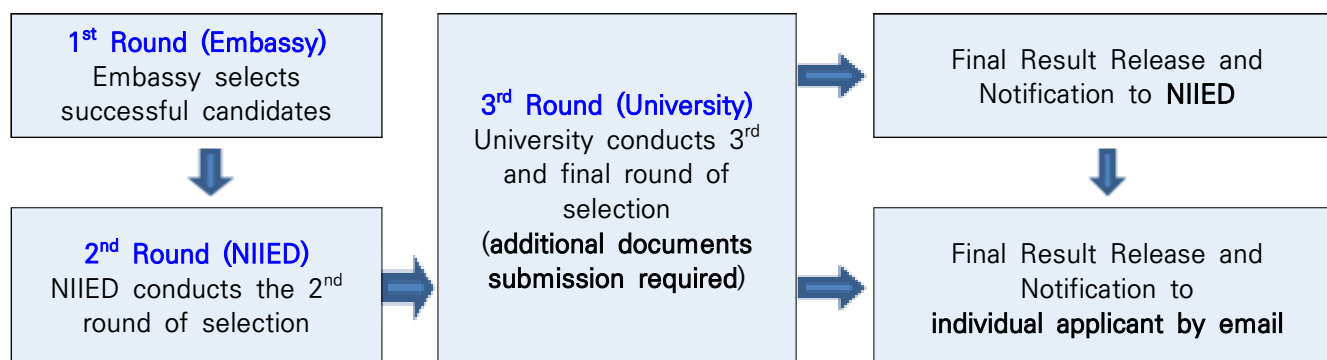 1st Round (Embassy)
Embassy selects
successful candidates
2nd Round (NIIED)
NIIED conducts the 2nd
round of selection
3rd Round (University)
University conducts 3rd
and final round of
selection
(additional documents
submission required)
Final Result Release and
Notification to NIIED
Final Result Release and
Notification to
individual applicant by email